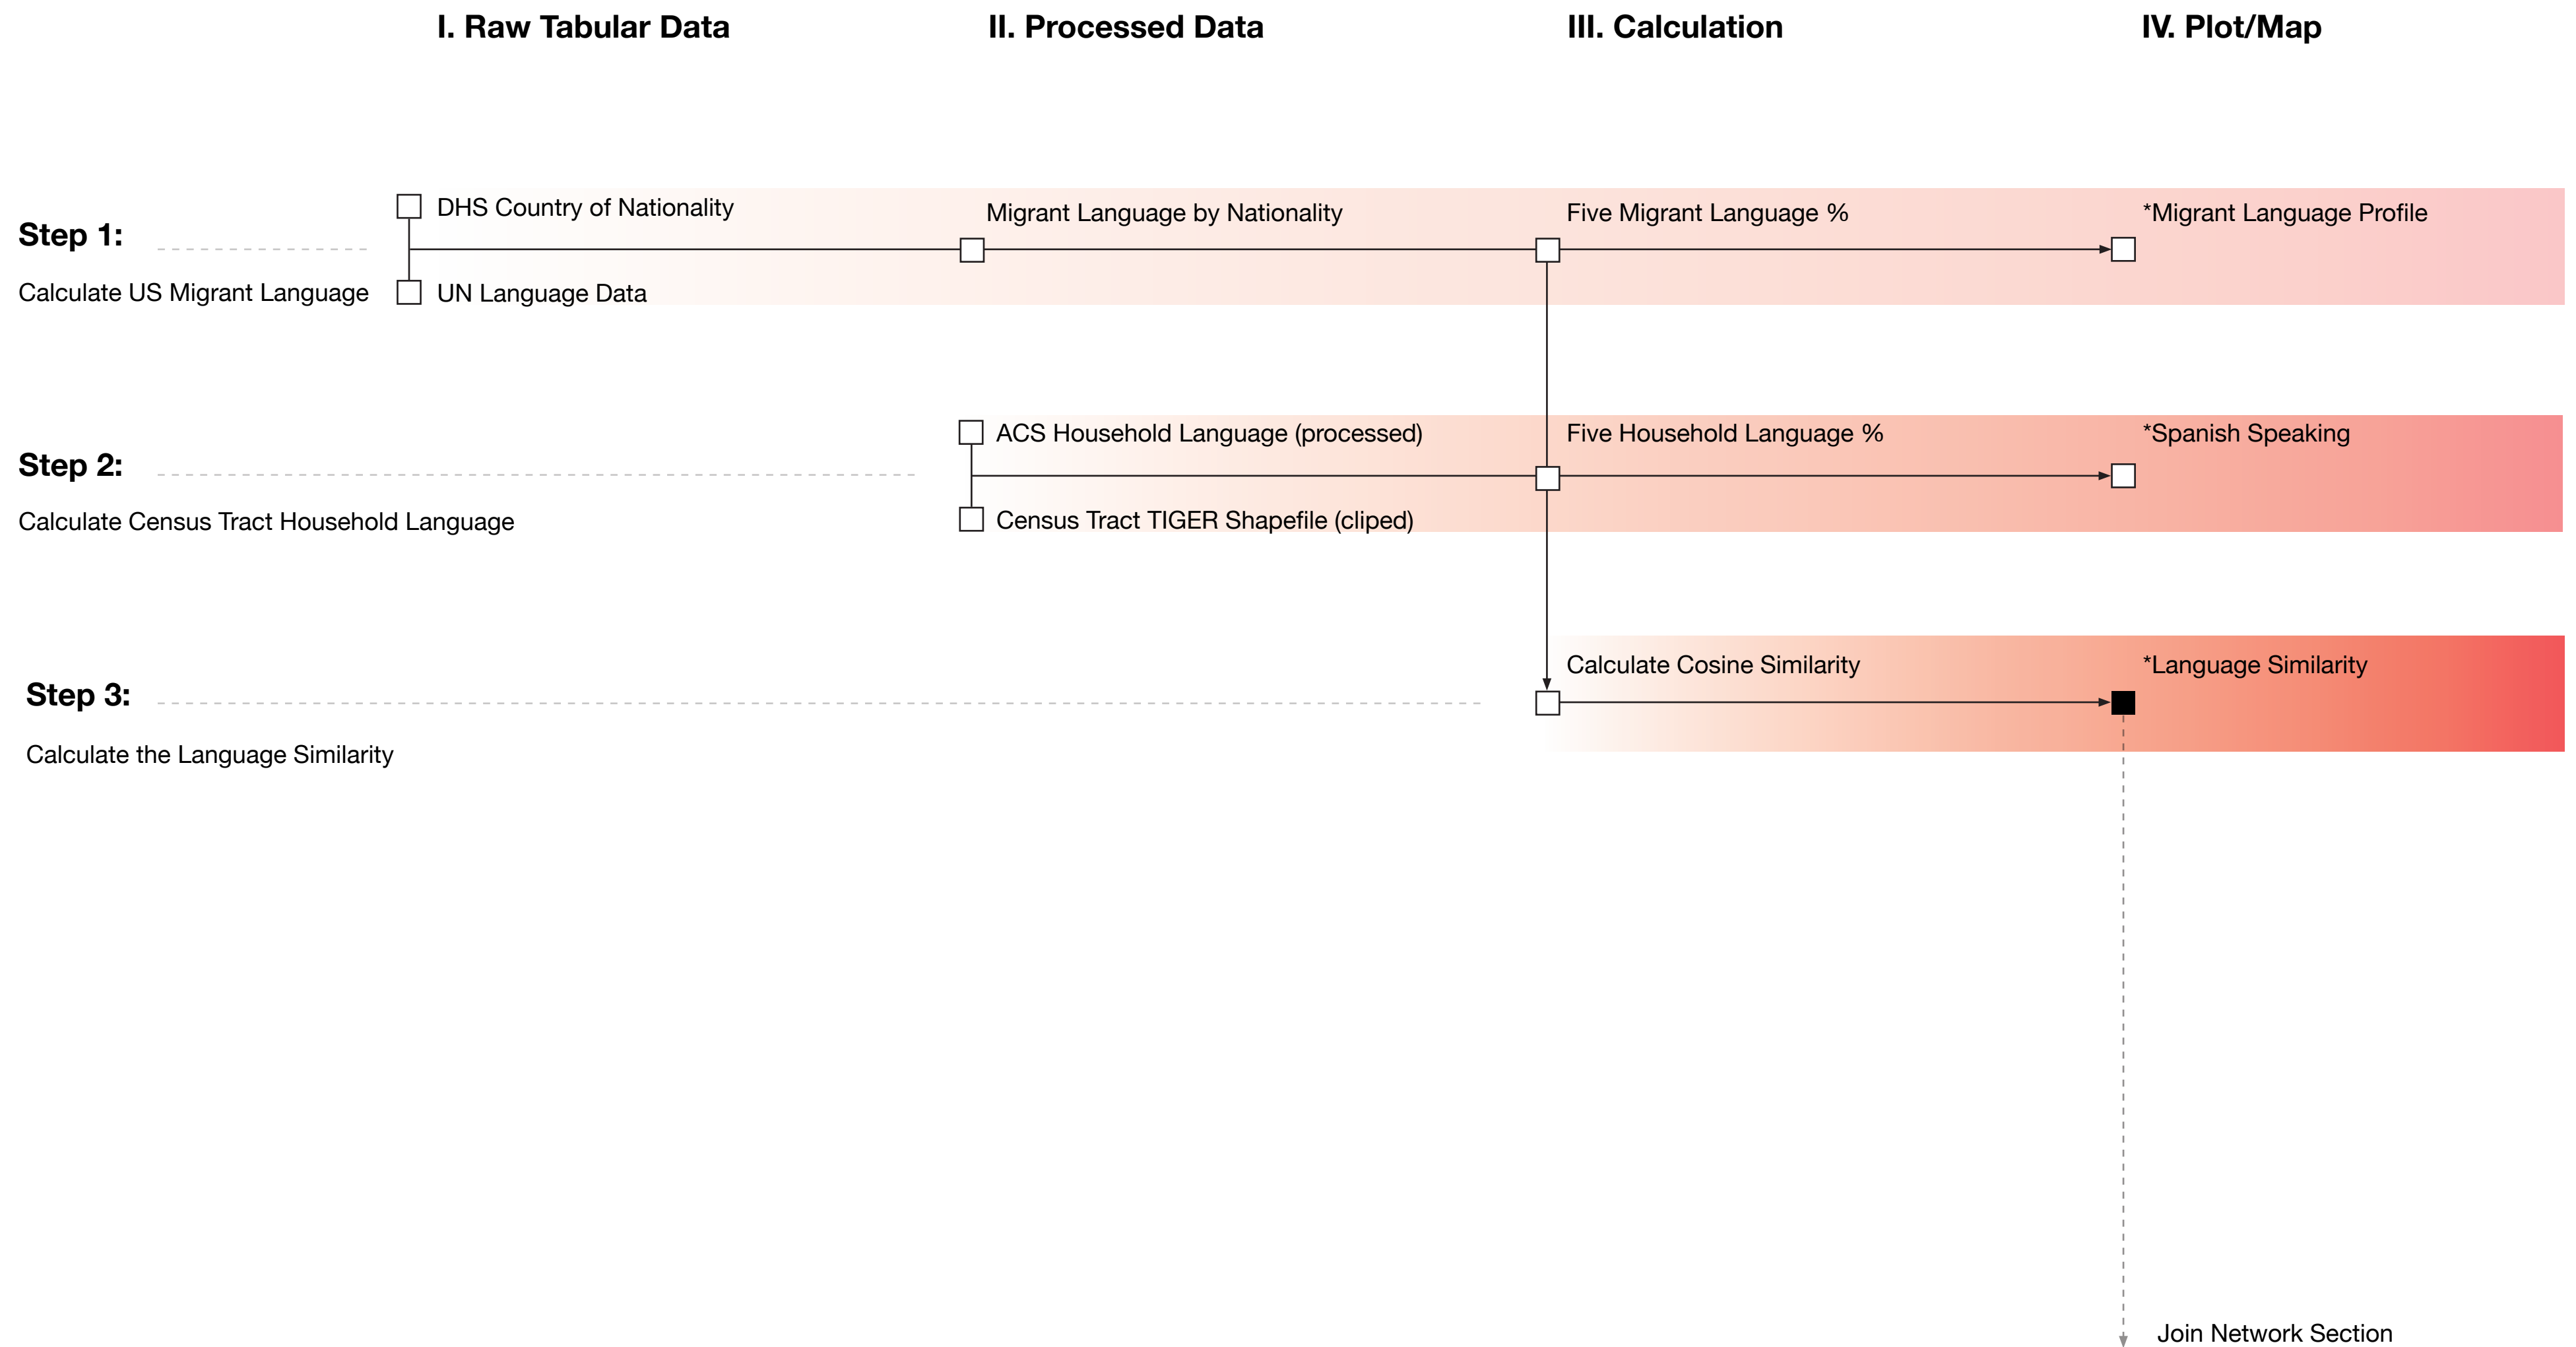 I. Raw Tabular Data
II. Processed Data
III. Calculation
IV. Plot/Map
Step 1:
Calculate US Migrant Language
DHS Country of Nationality
UN Language Data
Migrant Language by Nationality
Five Migrant Language %
*Migrant Language Profile
Step 2:
Calculate Census Tract Household Language
ACS Household Language (processed)
Census Tract TIGER Shapefile (cliped)
Five Household Language %
*Spanish Speaking
Step 3:
Calculate the Language Similarity
Calculate Cosine Similarity
*Language Similarity
Join Network Section